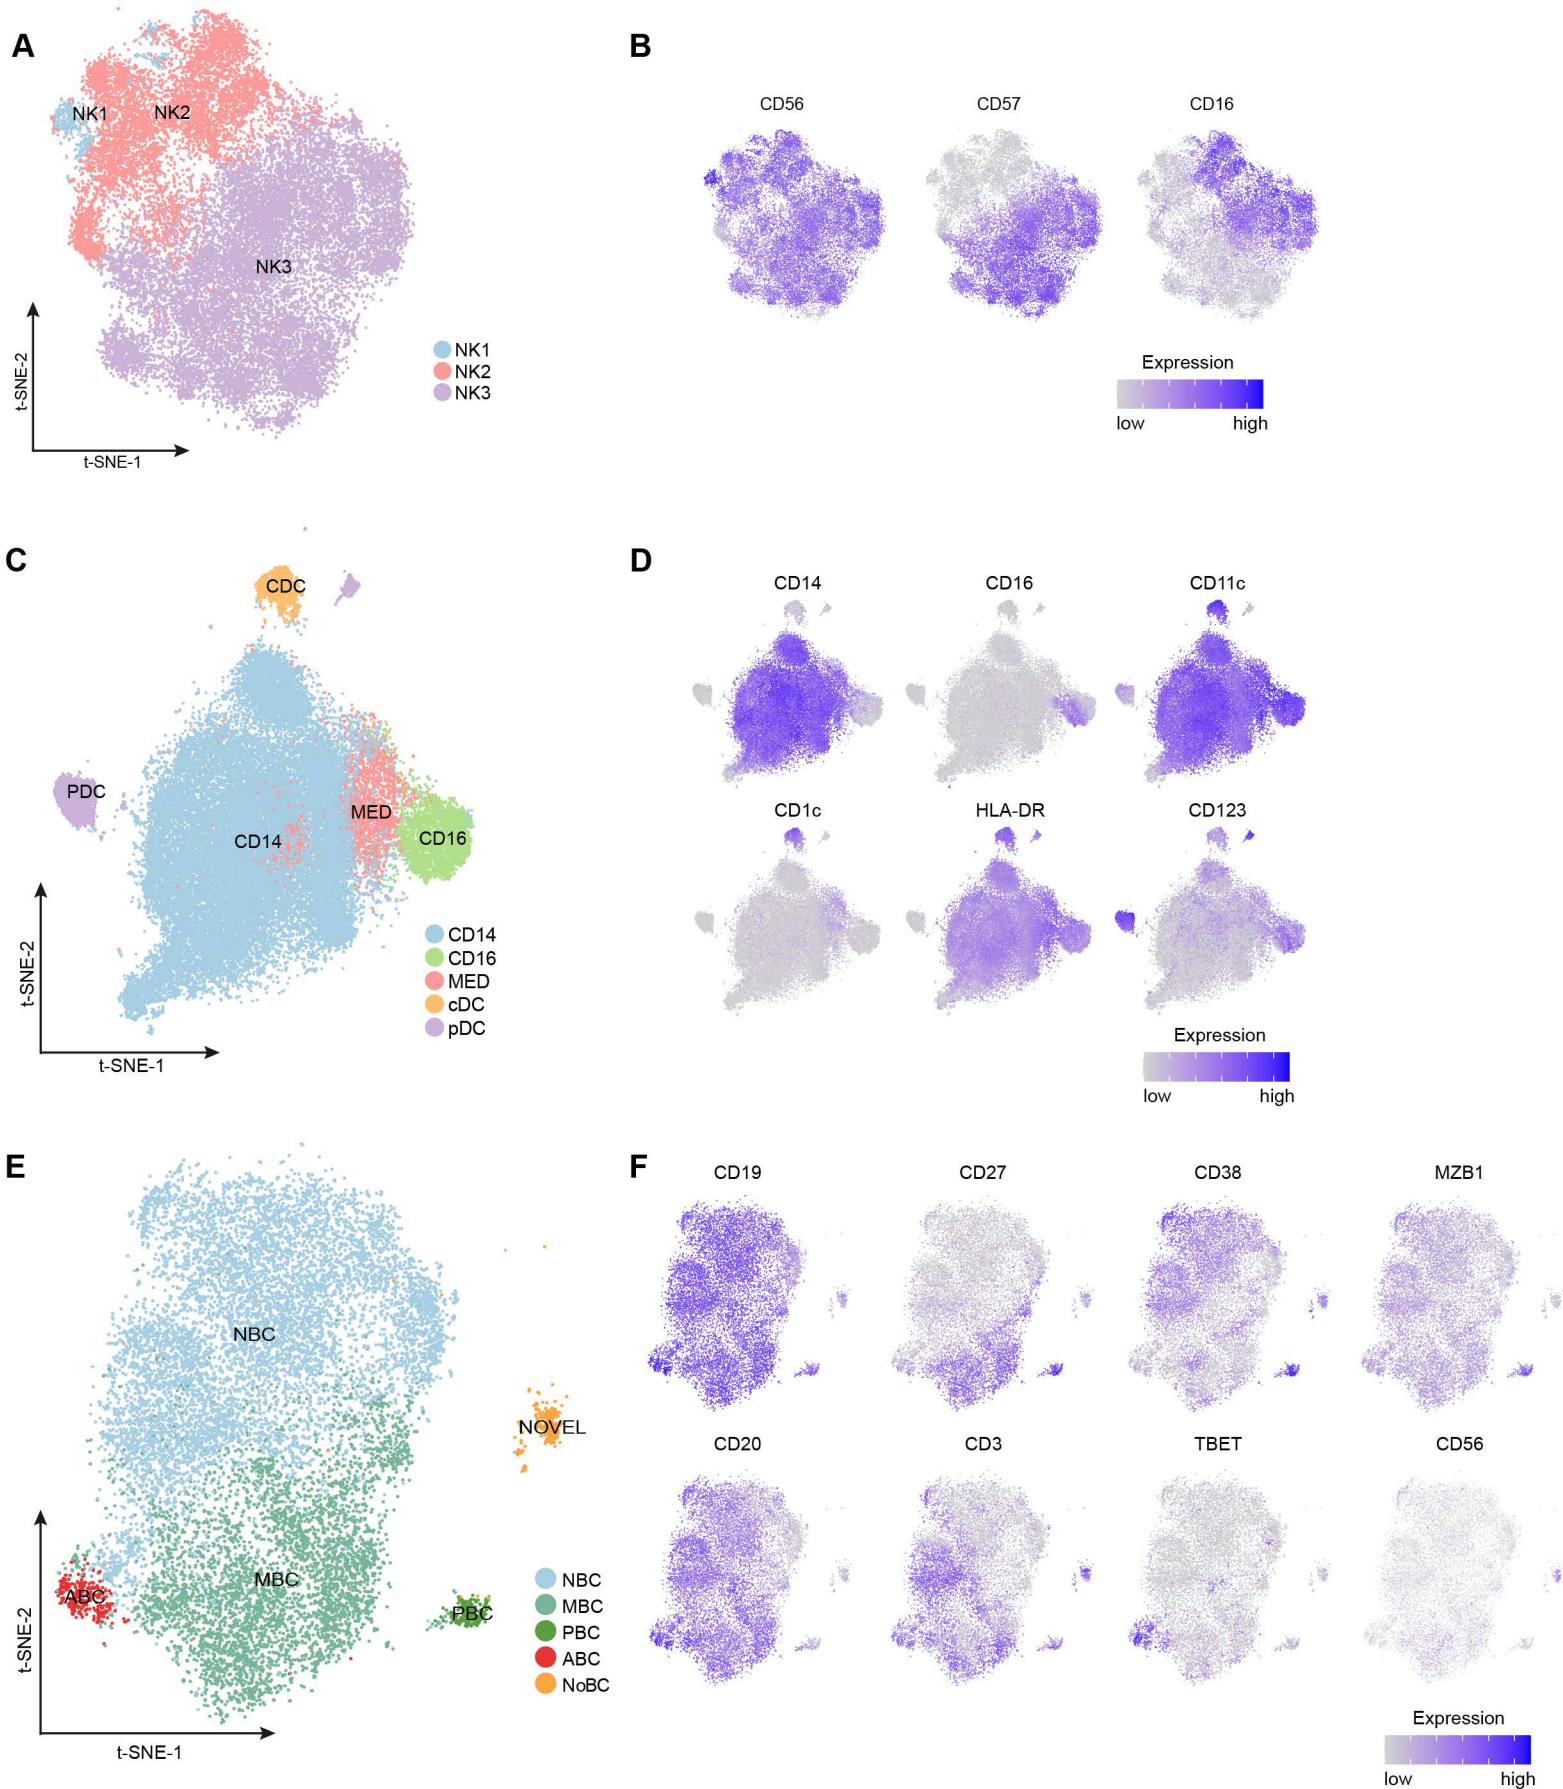 A
NK1
NK2
NK3
t-SNE-2
t-SNE-1
NK1
NK2
NK3
B
CD56
CD57
CD16
Expression
low
high
C
CDC
PDC
CD14
MED
CD16
t-SNE-2
t-SNE-1
CD14
CD16
MED
cDC
pDC
D
CD14
CD16
CD11c
CD1c
HLA-DR
CD123
Expression
low
high
E
NBC
NOVEL
MBC
ABC
PBC
t-SNE-2
t-SNE-1
NBC
MBC
PBC
ABC
NoBC
F
CD19
CD27
CD38
MZB1
CD20
CD3
TBET
CD56
Expression
low
high